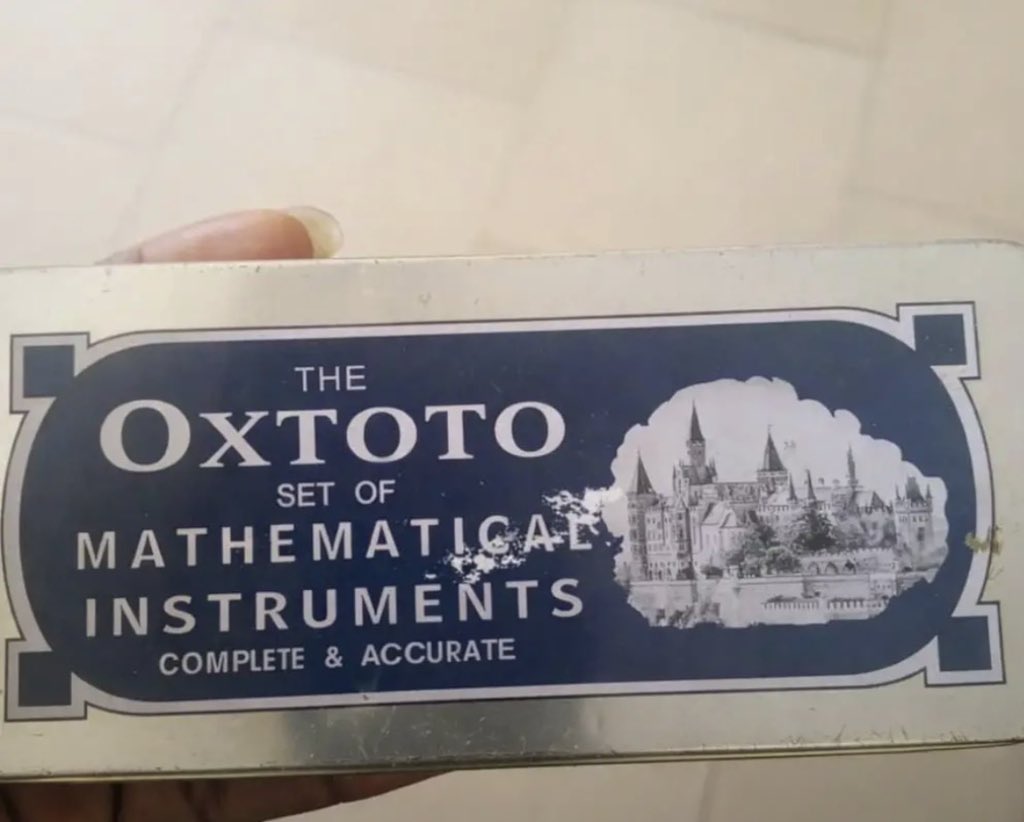 THE
OXTOTO
SET OF
MATHEMATICAL
INSTRUMENTS
COMPLETE & ACCURATE